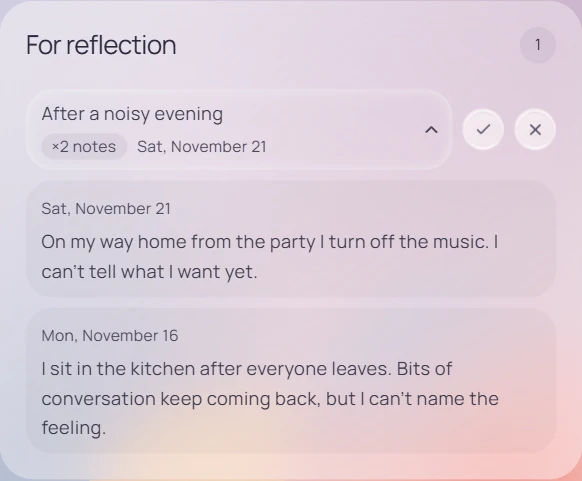 For reflection
1
After a noisy evening
×2 notes Sat, November 21
Sat, November 21
On my way home from the party I turn off the music. I
can't tell what I want yet.
Mon, November 16
I sit in the kitchen after everyone leaves. Bits of
conversation keep coming back, but I can't name the
feeling.